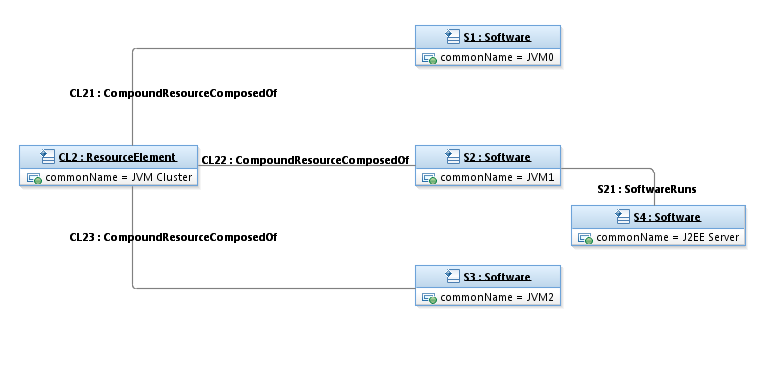 S1 : Software
commonName = JVM0
CL21 : CompoundResourceComposedOf
CL2 : ResourceElement
commonName = JVM Cluster
CL22 : CompoundResourceComposedOf
S2 : Software
commonName = JVM1
S21 : SoftwareRuns
S4 : Software
commonName = J2EE Server
CL23 : CompoundResourceComposedOf
S3 : Software
commonName = JVM2